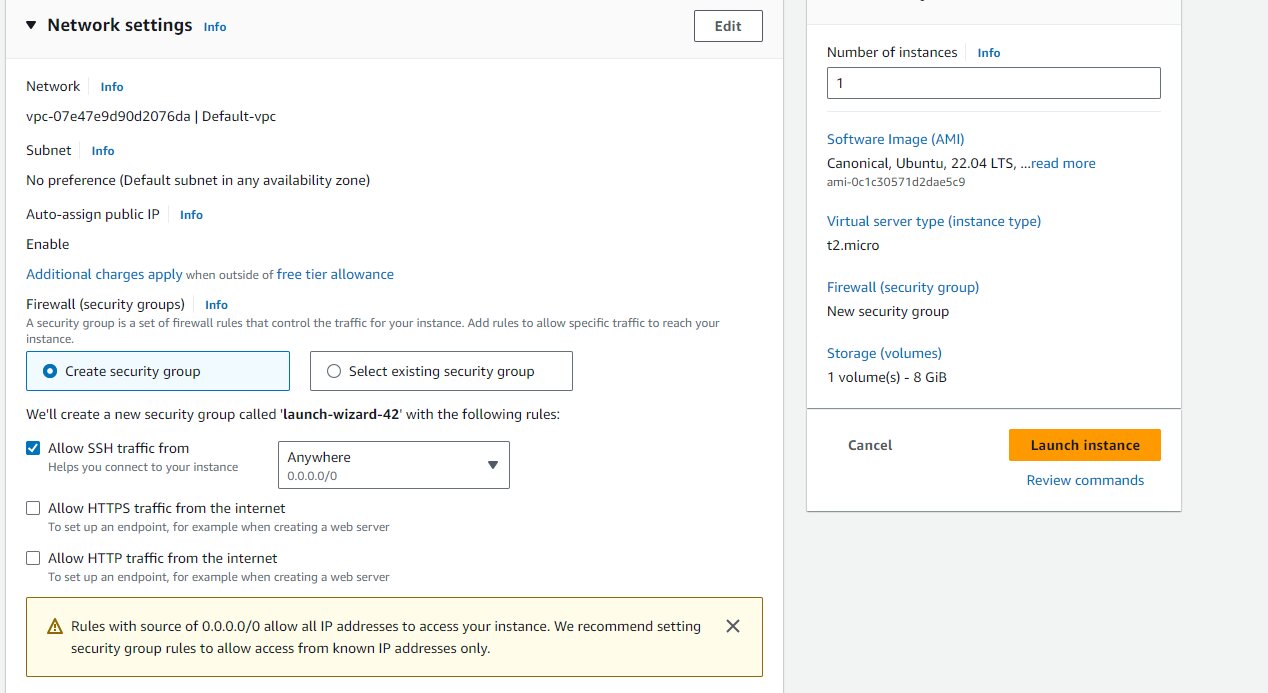 Network settings Info
Edit
Network Info
vpc-07e47e9d90d2076da | Default-vpc
Subnet Info
No preference (Default subnet in any availability zone)
Auto-assign public IP Info
Enable
Additional charges apply when outside of free tier allowance
Firewall (security groups) Info
A security group is a set of firewall rules that control the traffic for your instance. Add rules to allow specific traffic to reach your
instance.
Create security group
Select existing security group
We'll create a new security group called 'launch-wizard-42' with the following rules:
Allow SSH traffic from
Helps you connect to your instance
Anywhere
0.0.0.0/0
Allow HTTPS traffic from the internet
To set up an endpoint, for example when creating a web server
Allow HTTP traffic from the internet
To set up an endpoint, for example when creating a web server
Rules with source of 0.0.0.0/0 allow all IP addresses to access your instance. We recommend setting
security group rules to allow access from known IP addresses only.
Number of instances Info
1
Software Image (AMI)
Canonical, Ubuntu, 22.04 LTS, ...read more
ami-0c1c30571d2dae5c9
Virtual server type (instance type)
t2.micro
Firewall (security group)
New security group
Storage (volumes)
1 volume(s) - 8 GiB
Cancel
Launch instance
Review commands